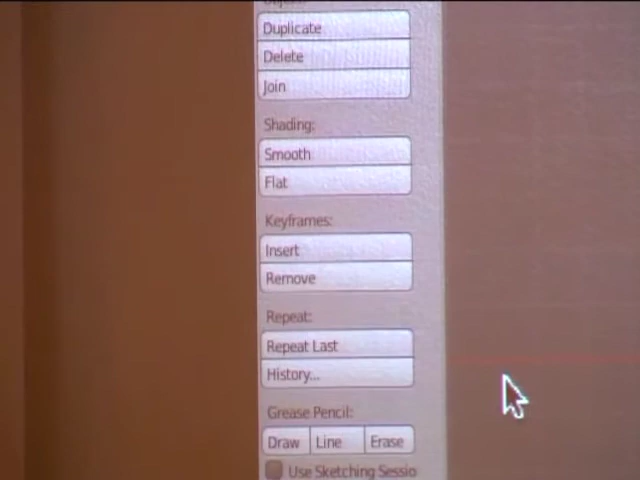 Duplicate
Delete
Join
Shading:
Smooth
Flat
Keyframes:
Insert
Remove
Repeat:
Repeat Last
History...
Grease Pencil:
Draw Line Erase
Use Sketching Sessio